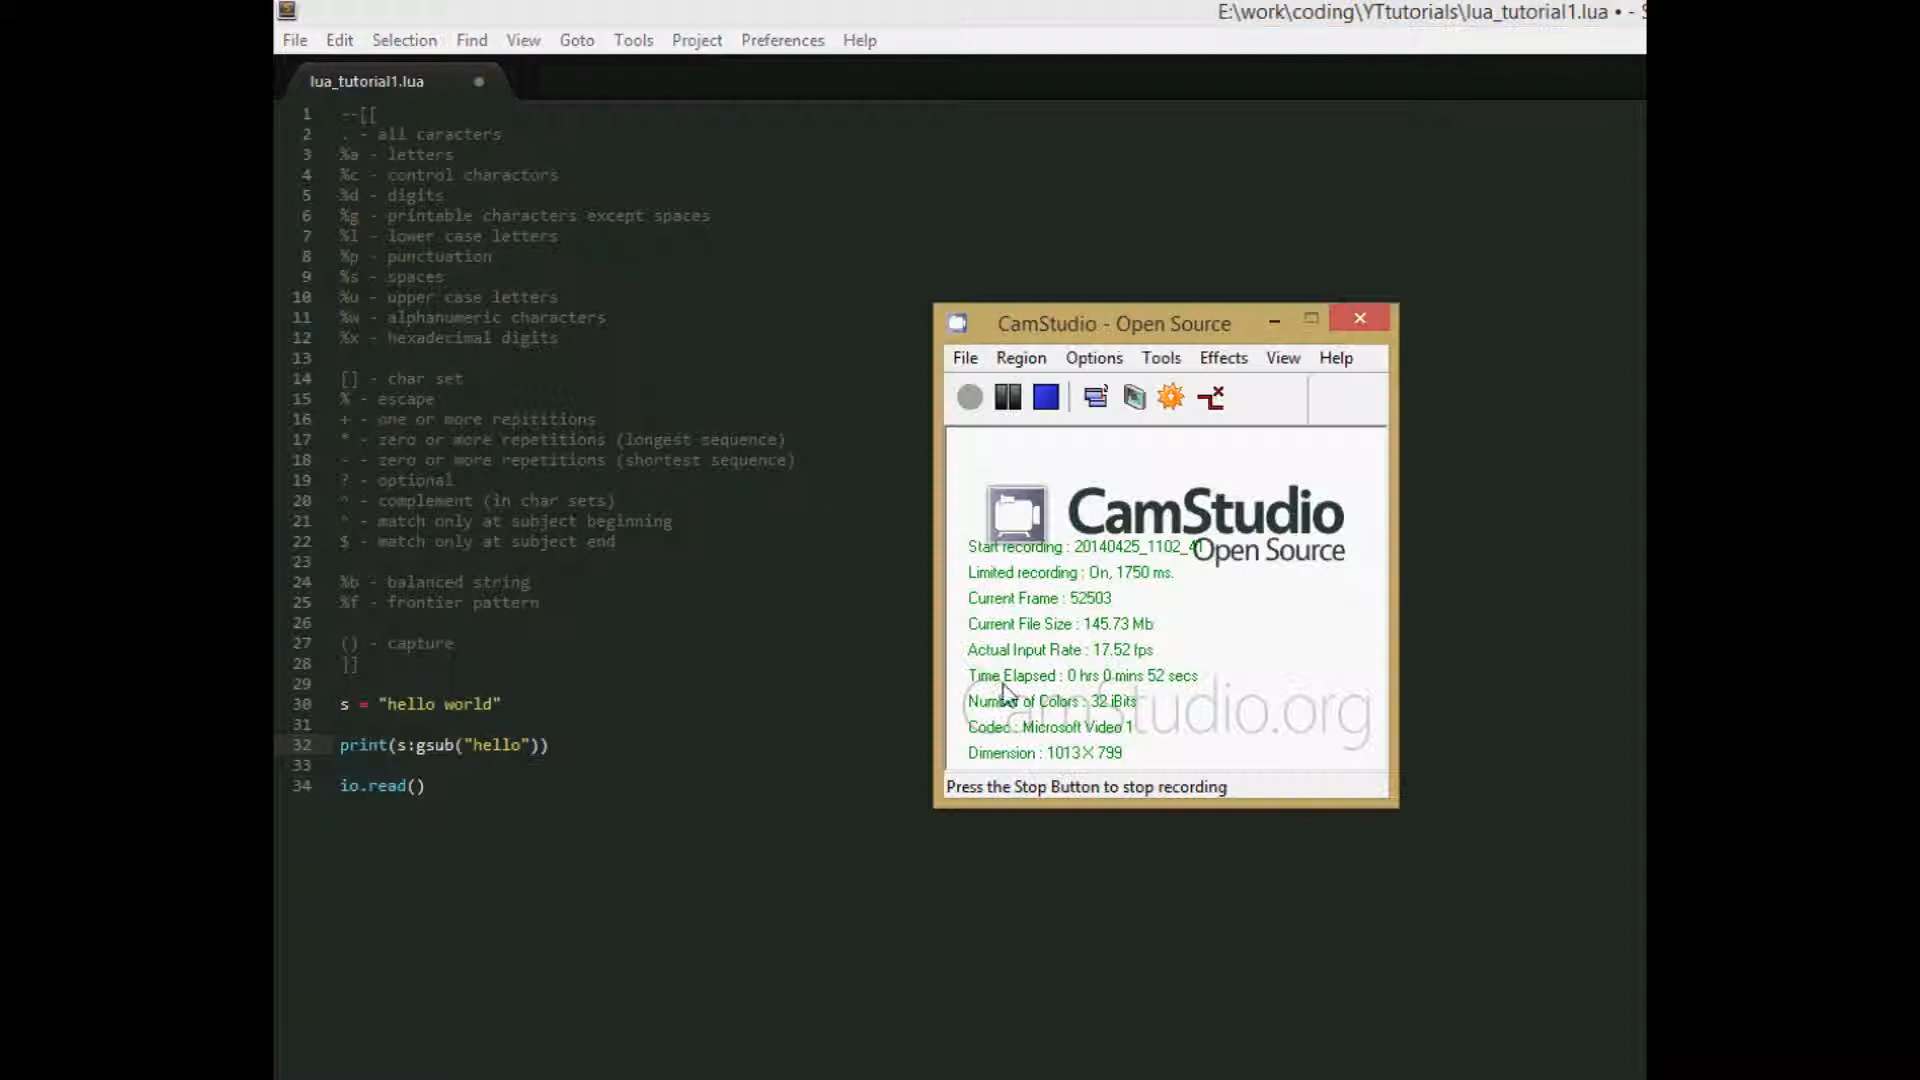 E:\work\coding\YTtutorials\lua_tutorial1.lua • -
File Edit Selection Find View Goto Tools Project Preferences Help
lua_tutorial1.lua
1 --[[
2 . - all caracters
3 %a - letters
4 %c - control charactors
5 %d - digits
6 %g - printable characters except spaces
7 %l - lower case letters
8 %p - punctuation
9 %s - spaces
10 %u - upper case letters
11 %w - alphanumeric characters
12 %x - hexadecimal digits
13
14 [] - char set
15 % - escape
16 + - one or more repititions
17 * - zero or more repetitions (longest sequence)
18 - - zero or more repetitions (shortest sequence)
19 ? - optional
20 ^ - complement (in char sets)
21 ^ - match only at subject beginning
22 $ - match only at subject end
23
24 %b - balanced string
25 %f - frontier pattern
26
27 () - capture
28 ]]
29
30 s = "hello world"
31
32 print(s:gsub("hello"))
33
34 io.read()
CamStudio - Open Source
File Region Options Tools Effects View Help
CamStudio
Open Source
Start recording : 20140425_1102_41
Limited recording : On, 1750 ms.
Current Frame : 52503
Current File Size : 145.73 Mb
Actual Input Rate : 17.52 fps
Time Elapsed : 0 hrs 0 mins 52 secs
Number of Colors : 32 iBits
Codec : Microsoft Video 1
Dimension : 1013 X 799
CamStudio.org
Press the Stop Button to stop recording